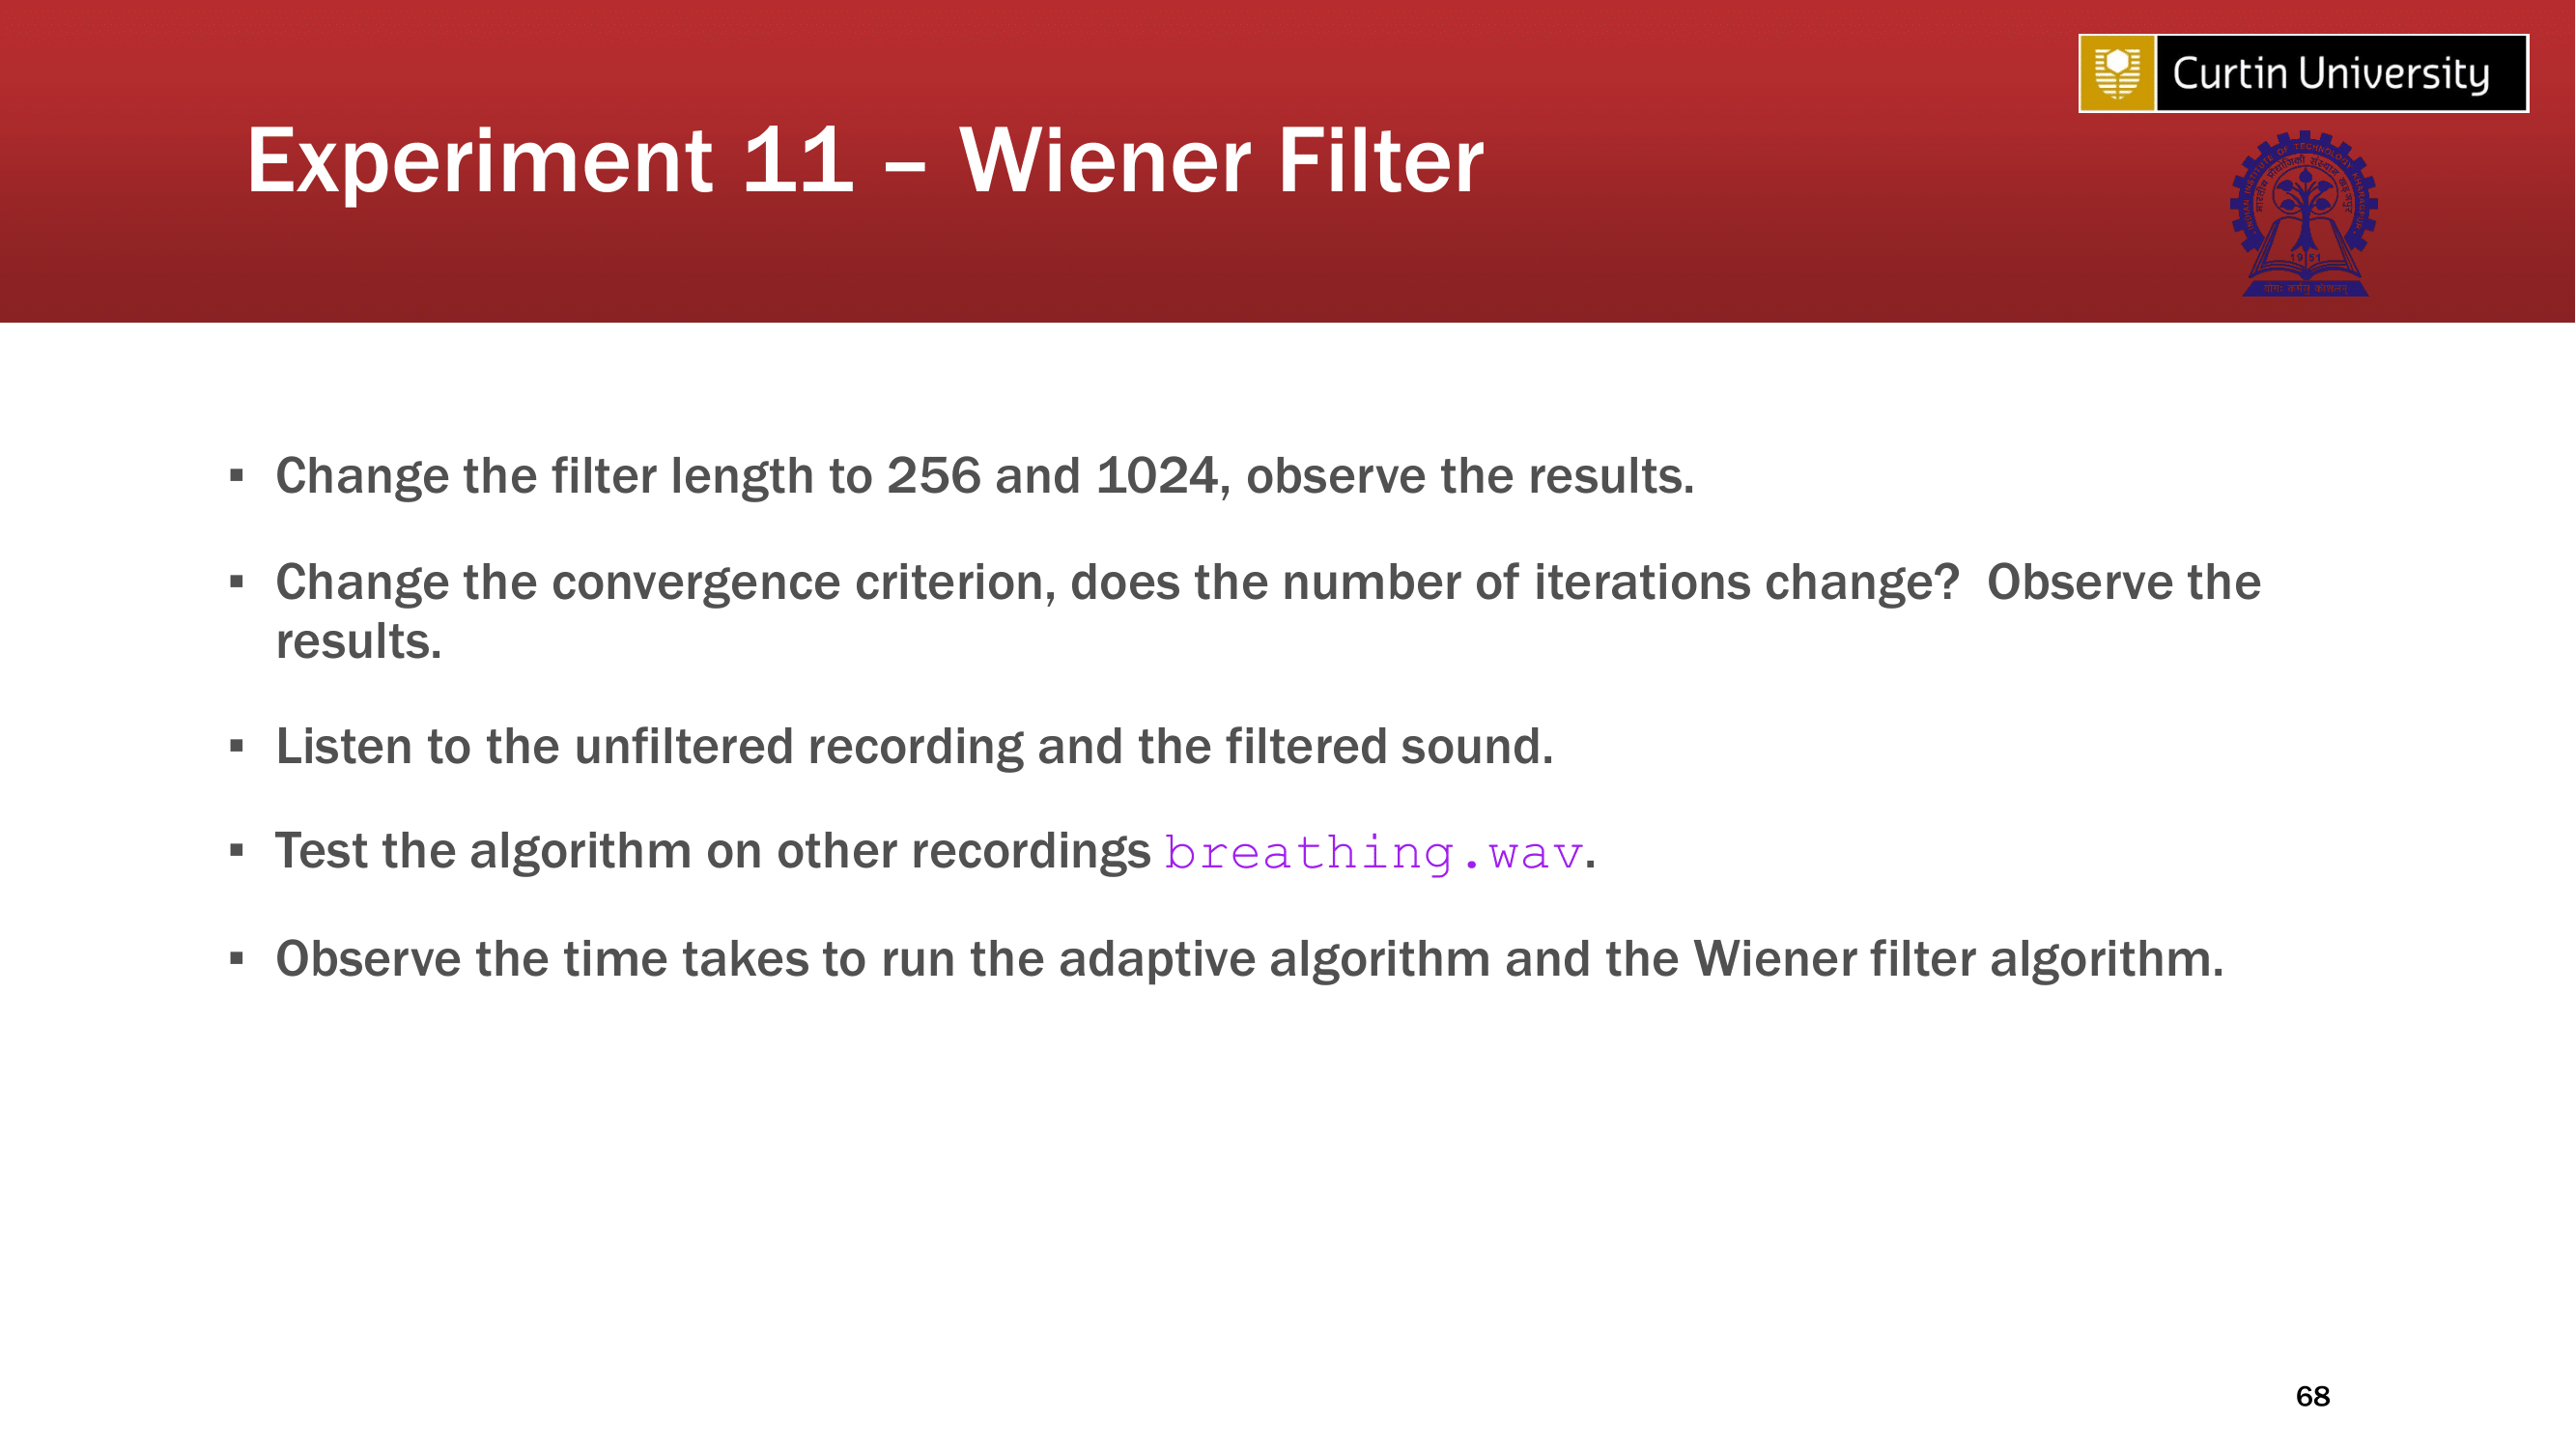 Curtin University
Experiment 11 – Wiener Filter
1951
▪ Change the filter length to 256 and 1024, observe the results.
▪ Change the convergence criterion, does the number of iterations change?  Observe the
results.
▪ Listen to the unfiltered recording and the filtered sound.
▪ Test the algorithm on other recordings breathing.wav.
▪ Observe the time takes to run the adaptive algorithm and the Wiener filter algorithm.
68